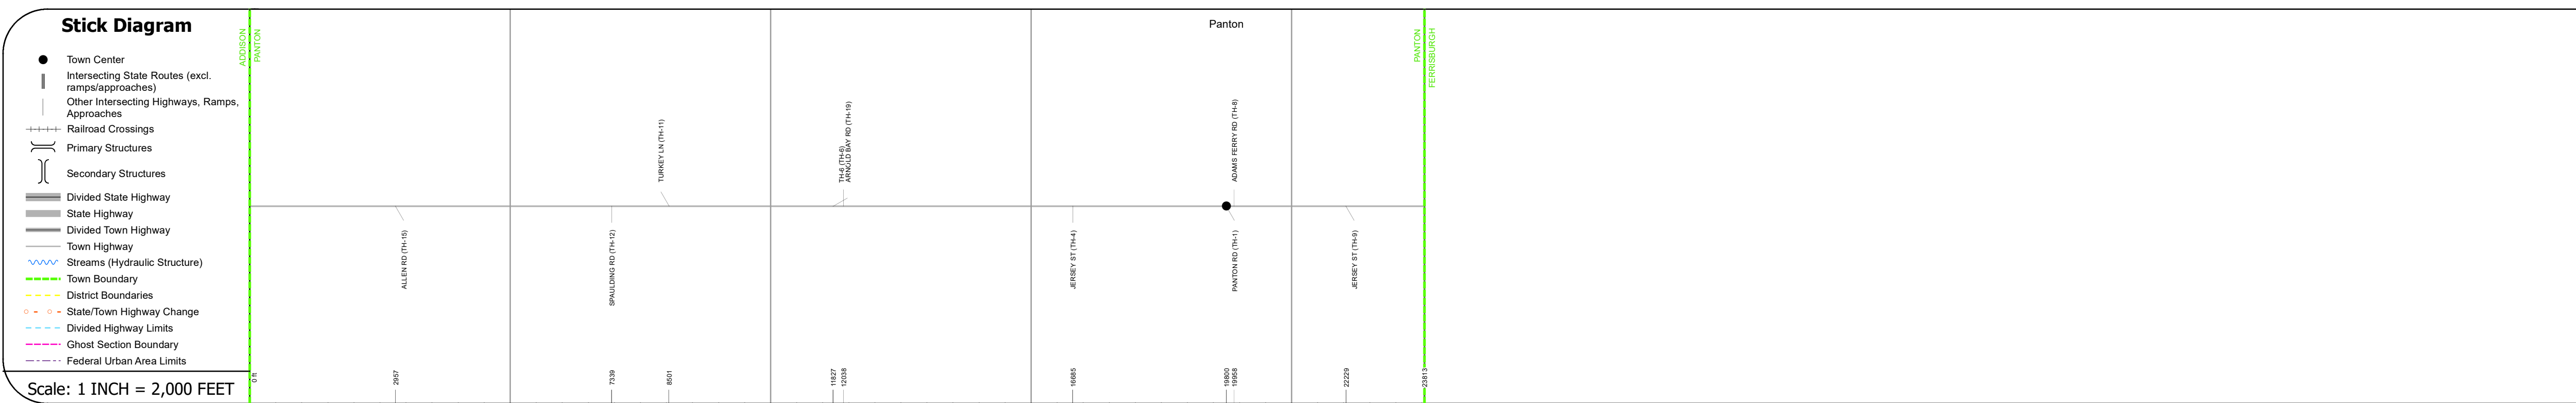 Stick Diagram
Town Center
Intersecting State Routes (excl.
ramps/approaches)
Other Intersecting Highways, Ramps,
Approaches
Railroad Crossings
Primary Structures
Secondary Structures
Divided State Highway
State Highway
Divided Town Highway
Town Highway
Streams (Hydraulic Structure)
Town Boundary
District Boundaries
State/Town Highway Change
Divided Highway Limits
Ghost Section Boundary
Federal Urban Area Limits
Scale: 1 INCH = 2,000 FEET
ADDISON
PANTON
Panton
PANTON
FERRISBURGH
TURKEY LN (TH-11)
TH-6 (TH-6)
ARNOLD BAY RD (TH-19)
ADAMS FERRY RD (TH-8)
ALLEN RD (TH-15)
SPAULDING RD (TH-12)
JERSEY ST (TH-4)
PANTON RD (TH-1)
JERSEY ST (TH-9)
0 ft
2957
7339
8501
11827
12038
16685
19800
19958
22229
23813